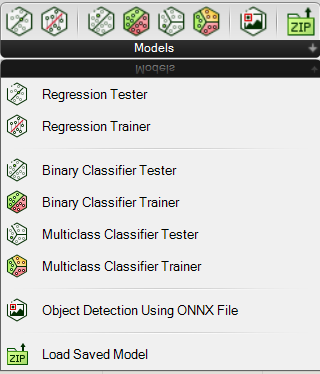 ZIP
Models
Models
Regression Tester
Regression Trainer
Binary Classifier Tester
Binary Classifier Trainer
Multiclass Classifier Tester
Multiclass Classifier Trainer
Object Detection Using ONNX File
ZIP
Load Saved Model